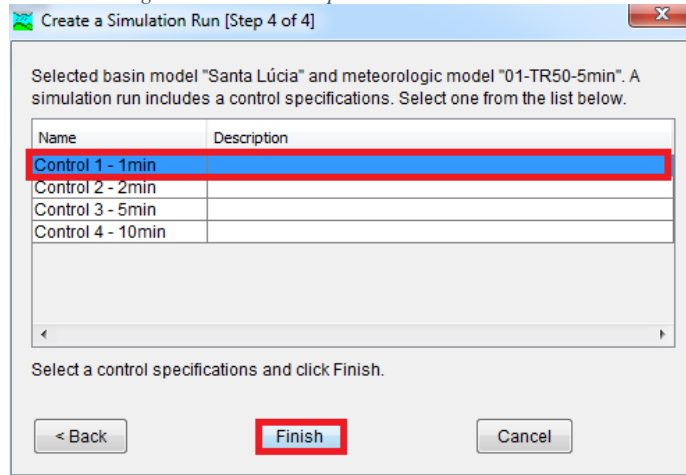 Create a Simulation Run [Step 4 of 4]
Selected basin model "Santa Lúcia" and meteorologic model "01-TR50-5min". A
simulation run includes a control specifications. Select one from the list below.
Name Description
Control 1 - 1min
Control 2 - 2min
Control 3 - 5min
Control 4 - 10min
Select a control specifications and click Finish.
< Back Finish Cancel